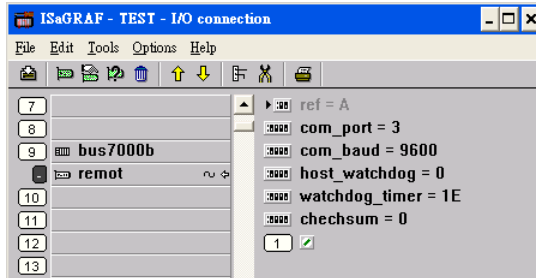 ISaGRAF - TEST - I/O connection
File Edit Tools Options Help
7
8
9 bus7000b
remot
10
11
12
13
ref = A
com_port = 3
com_baud = 9600
host_watchdog = 0
watchdog_timer = 1E
chechsum = 0
1